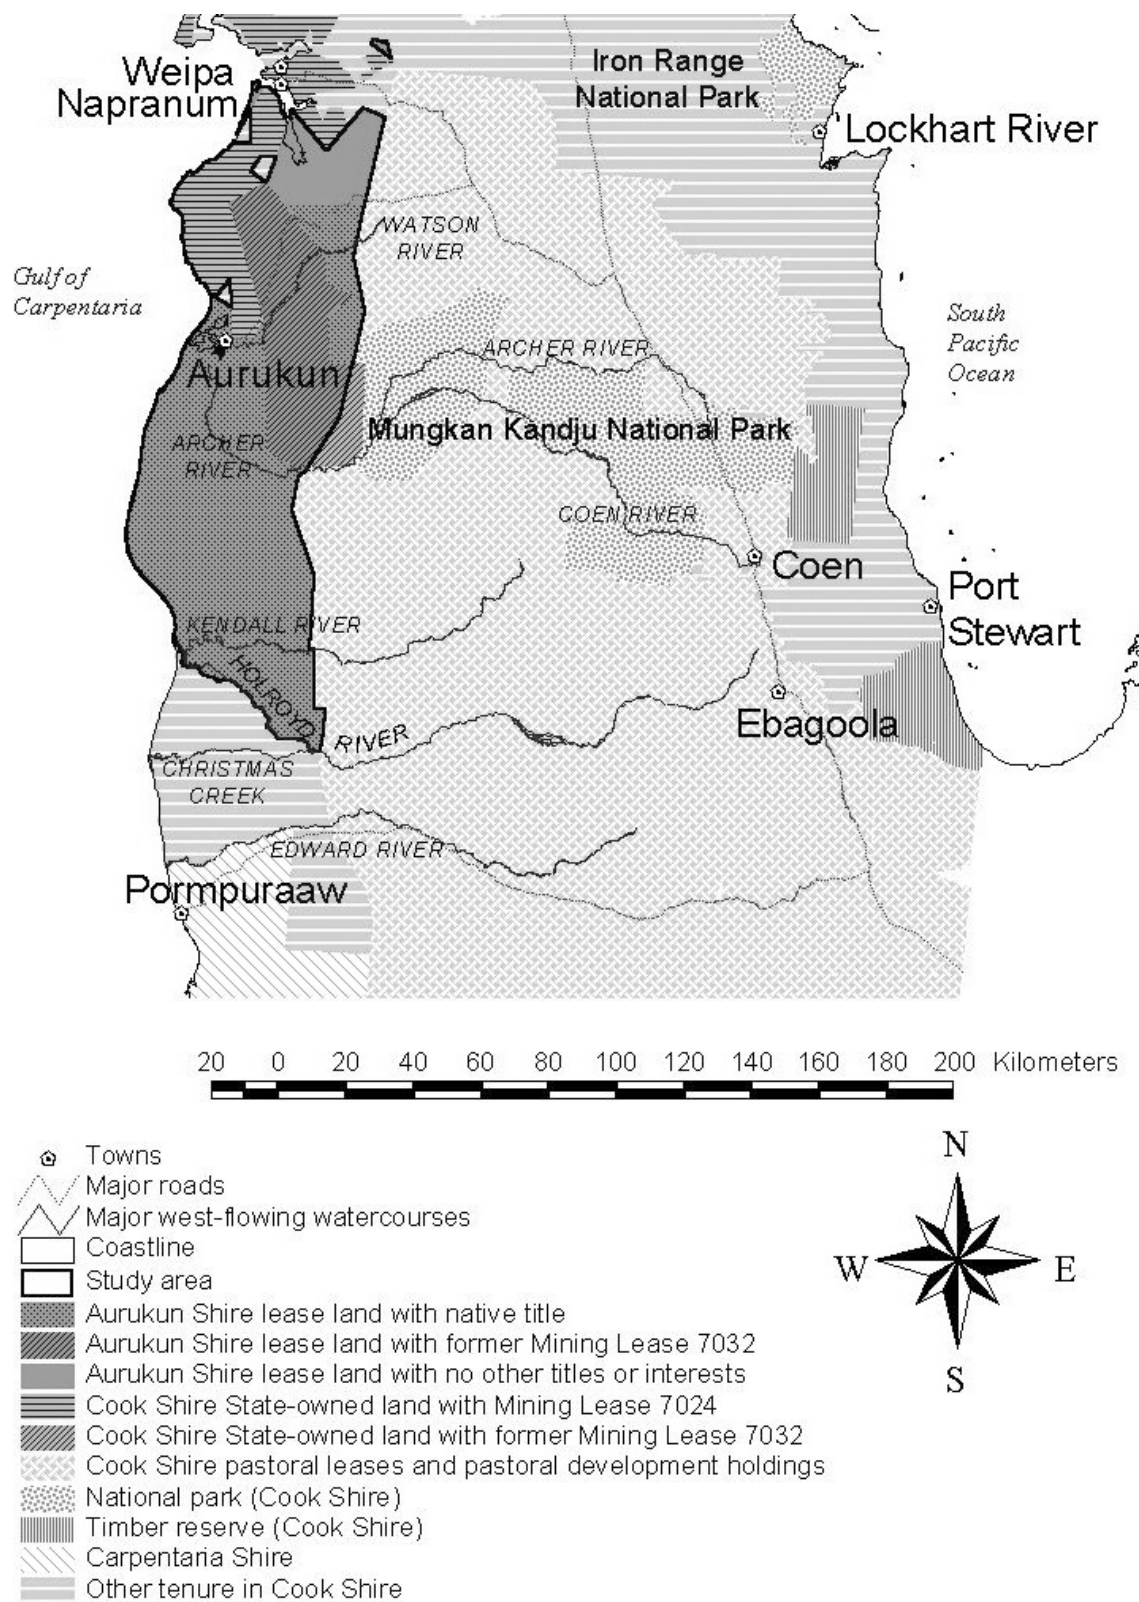 Iron Range
National Park
Weipa
Napranum
Lockhart River
WATSON
RIVER
Gulf of
Carpentaria
South
Pacific
Ocean
ARCHER RIVER
Aurukun
Mungkan Kandju National Park
ARCHER
RIVER
COEN RIVER
Coen
Port
Stewart
KENDALL RIVER
HOLROYD RIVER
Ebagoola
CHRISTMAS
CREEK
EDWARD RIVER
Pormpuraaw
20 0 20 40 60 80 100 120 140 160 180 200 Kilometers
N
W E
S
Towns
Major roads
Major west-flowing watercourses
Coastline
Study area
Aurukun Shire lease land with native title
Aurukun Shire lease land with former Mining Lease 7032
Aurukun Shire lease land with no other titles or interests
Cook Shire State-owned land with Mining Lease 7024
Cook Shire State-owned land with former Mining Lease 7032
Cook Shire pastoral leases and pastoral development holdings
National park (Cook Shire)
Timber reserve (Cook Shire)
Carpentaria Shire
Other tenure in Cook Shire